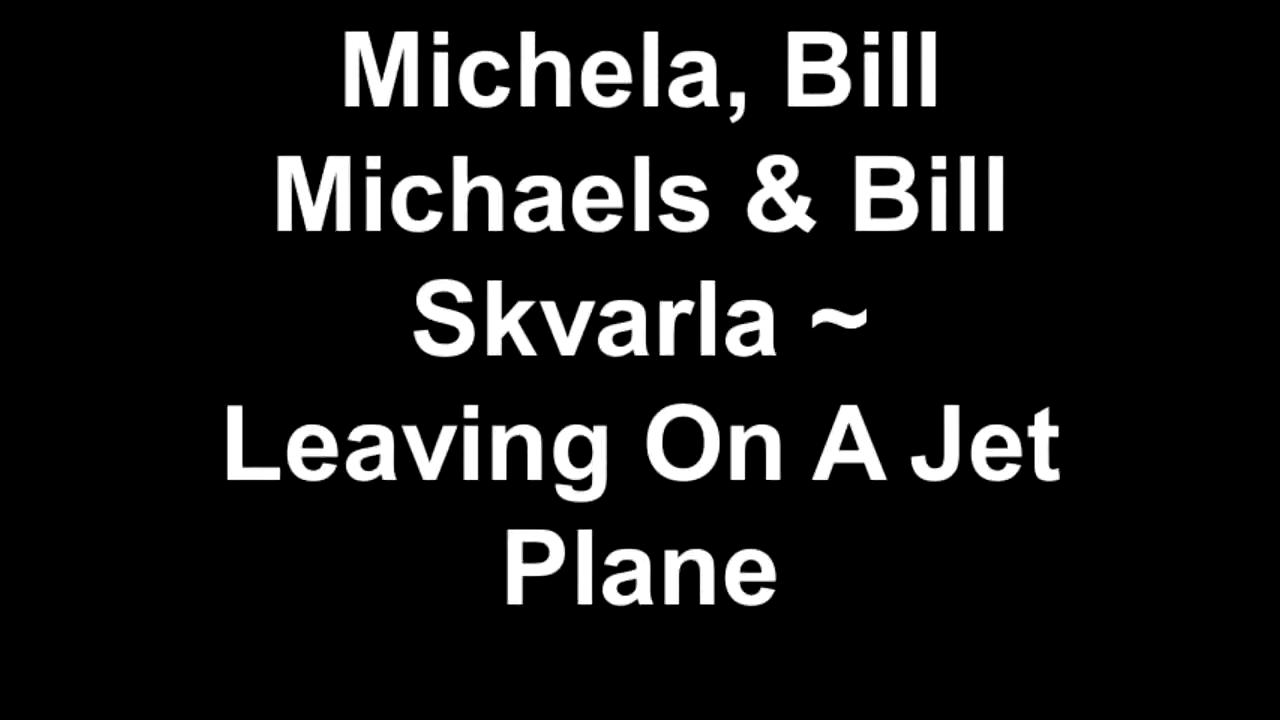 Michela, Bill
Michaels & Bill
Skvarla ~
Leaving On A Jet
Plane